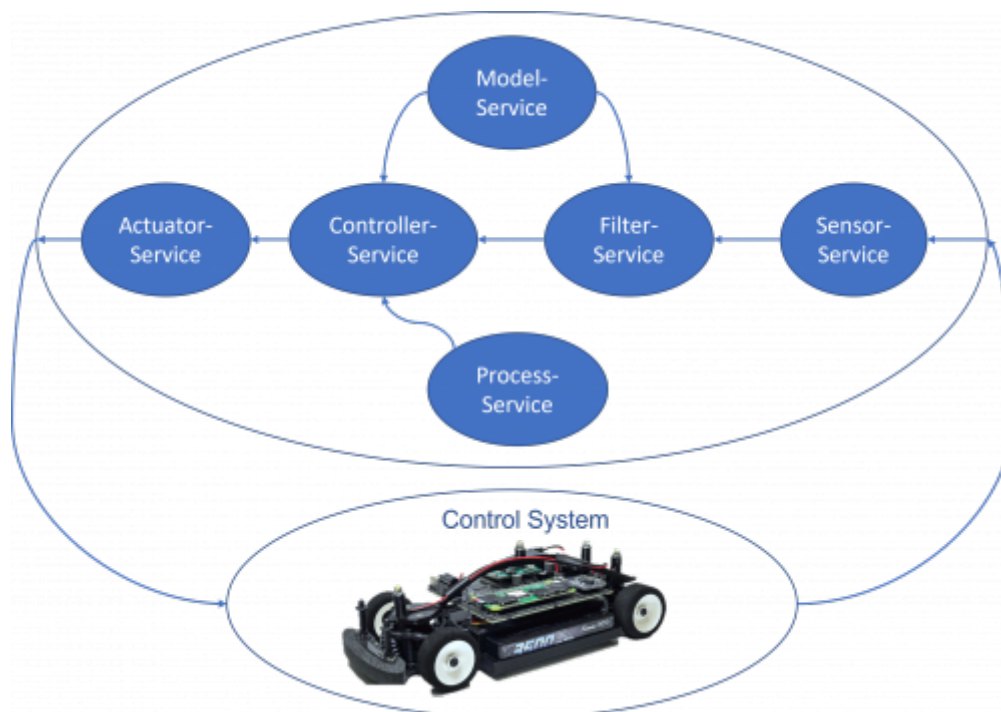 Model-
Service
Actuator-
Service
Controller-
Service
Filter-
Service
Sensor-
Service
Process-
Service
Control System